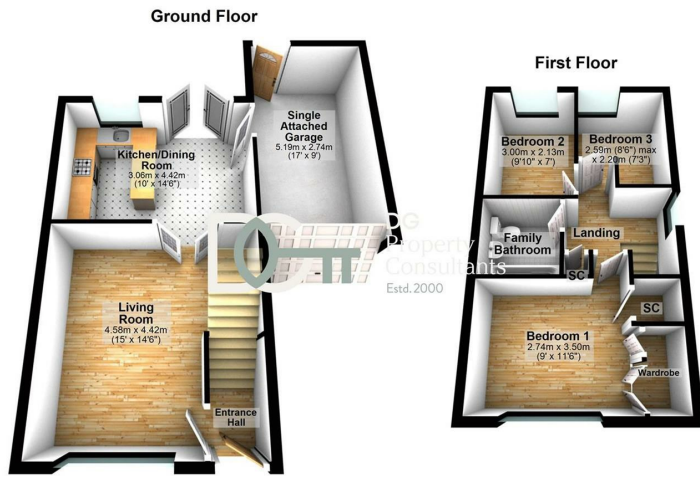 Ground Floor
Kitchen/Dining
Room
3.06m x 4.42m
(10' x 14'6")
Single
Attached
Garage
5.19m x 2.74m
(17' x 9')
Living
Room
4.58m x 4.42m
(15' x 14'6")
Entrance
Hall
DG
Property
Consultants
Estd. 2000
First Floor
Bedroom 2
3.00m x 2.13m
(9'10" x 7')
Bedroom 3
2.59m (8'6") max
x 2.20m (7'3")
Family
Bathroom
Landing
SC
SC
Bedroom 1
2.74m x 3.50m
(9' x 11'6")
Wardrobe